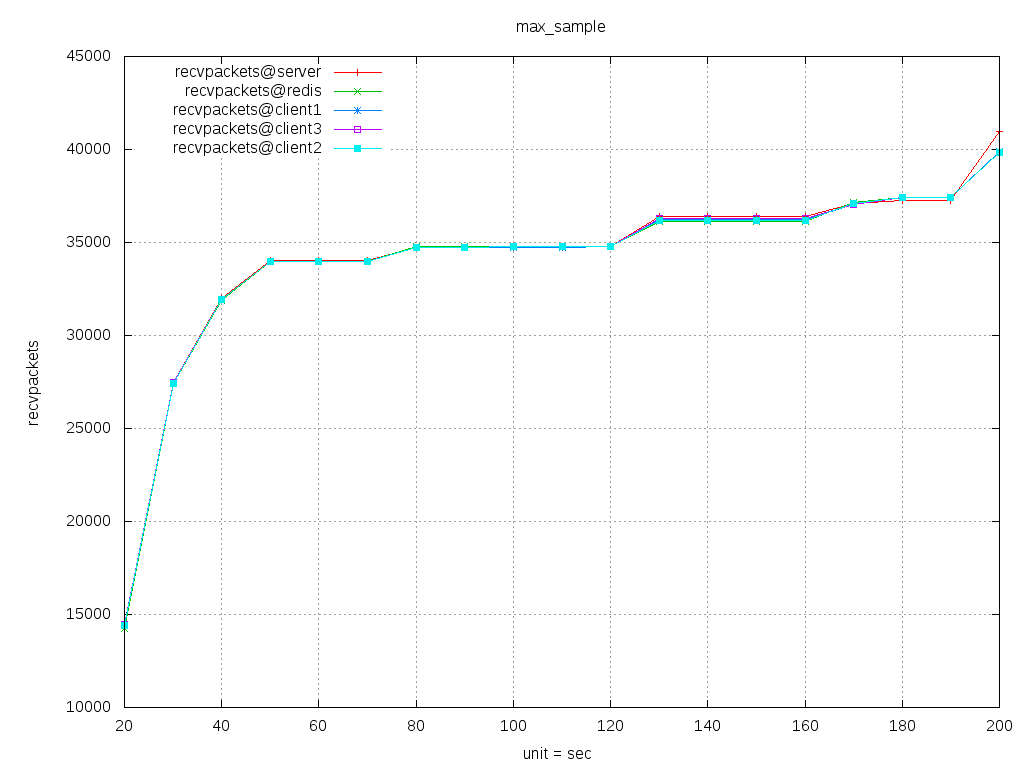 max_sample
45000
40000
35000
30000
25000
20000
15000
10000
recvpackets
recvpackets@server
recvpackets@redis
recvpackets@client1
recvpackets@client3
recvpackets@client2
20 40 60 80 100 120 140 160 180 200
unit = sec